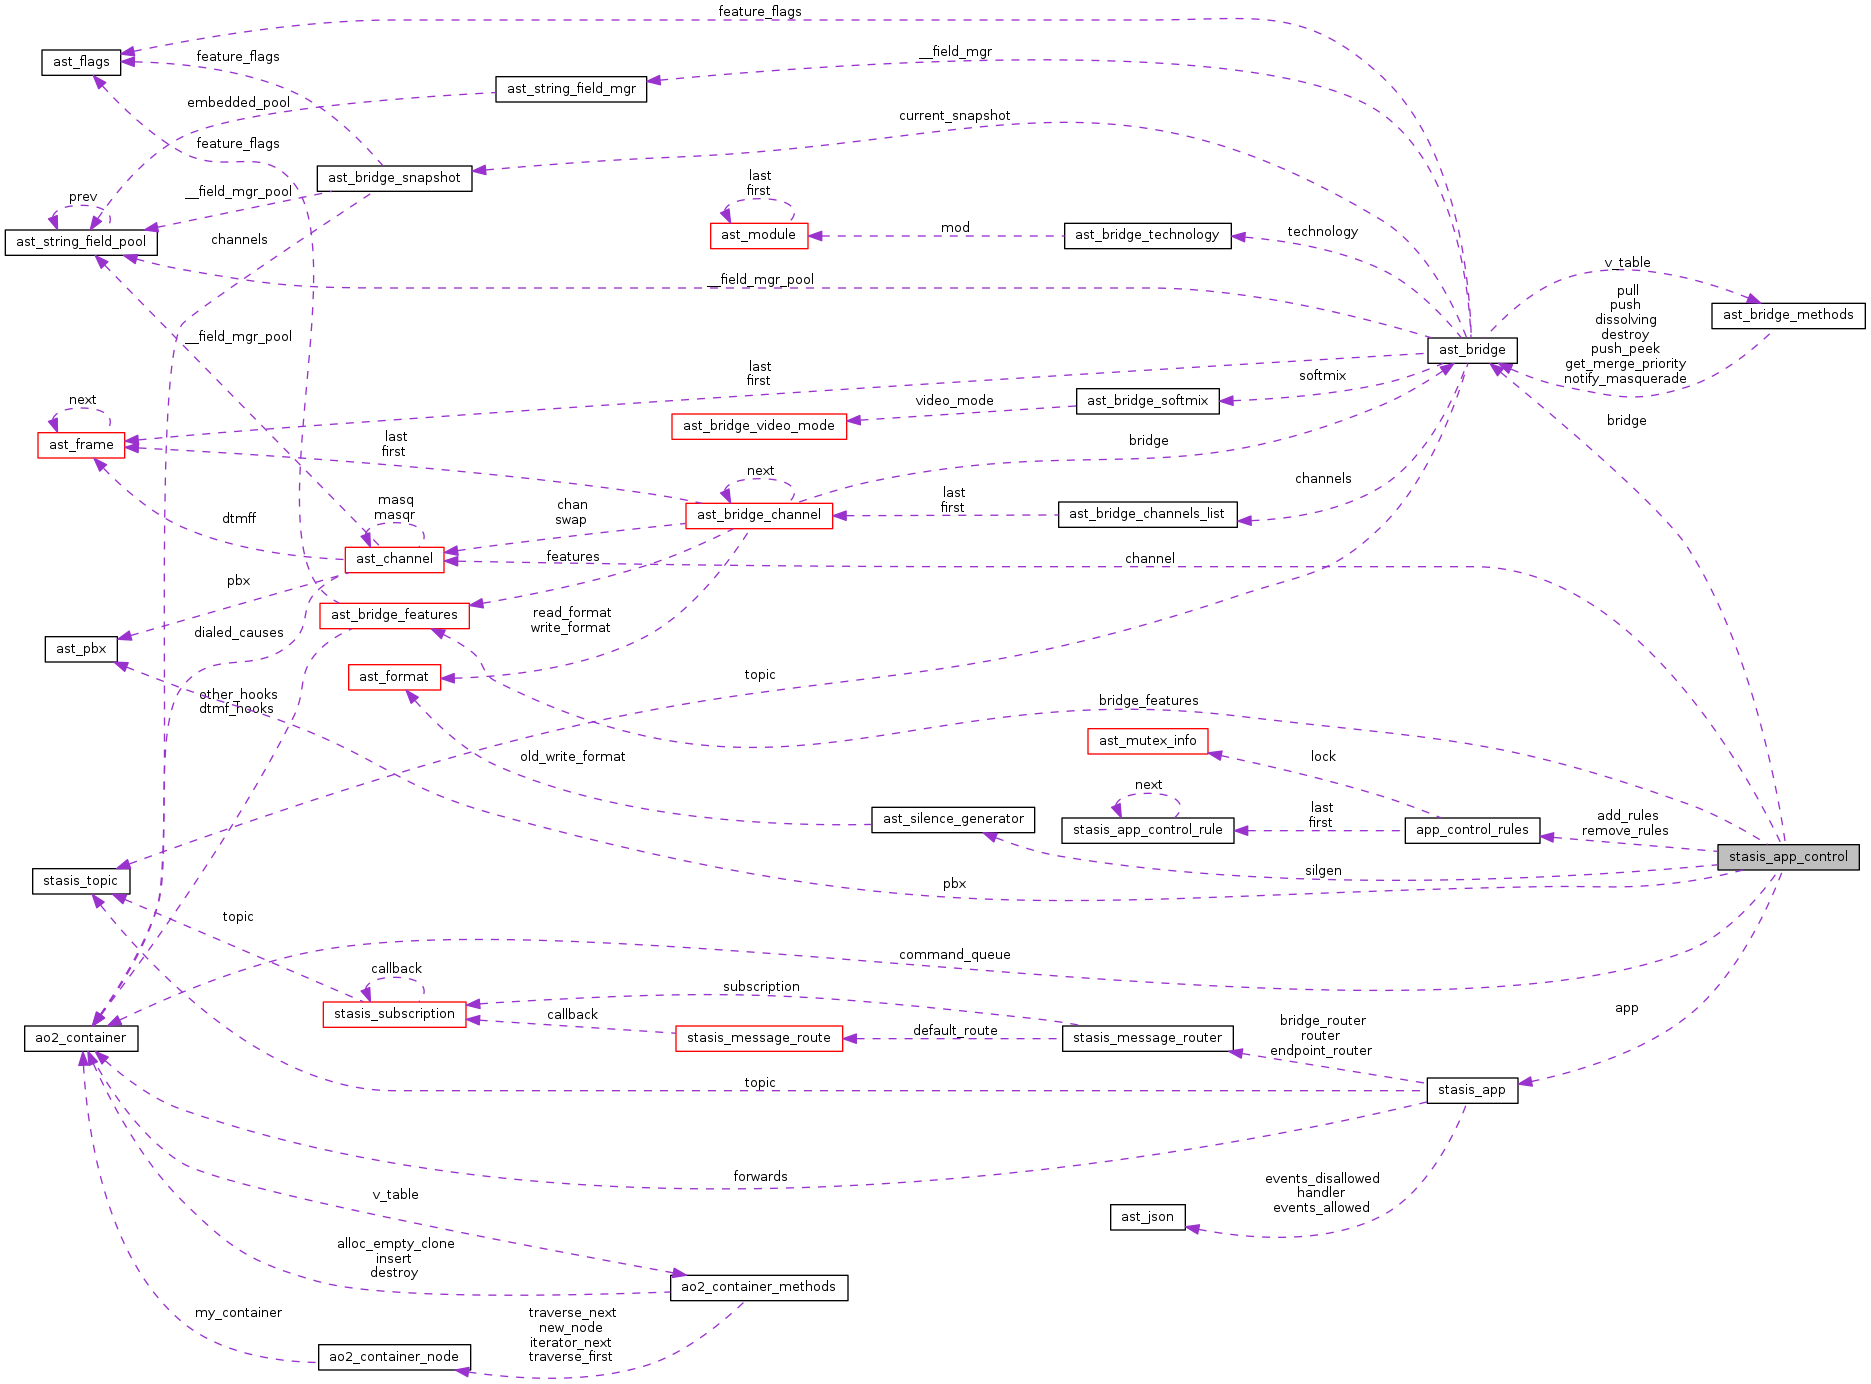 feature_flags
__field_mgr
ast_flags
feature_flags
ast_string_field_mgr
embedded_pool
current_snapshot
feature_flags
ast_bridge_snapshot
last
first
__field_mgr_pool
prev
ast_string_field_pool
channels
ast_module
mod
ast_bridge_technology
technology
v_table
__field_mgr_pool
pull
push
dissolving
destroy
push_peek
get_merge_priority
notify_masquerade
ast_bridge_methods
__field_mgr_pool
ast_bridge
last
first
softmix
next
video_mode
ast_bridge_softmix
ast_bridge_video_mode
bridge
ast_frame
last
first
bridge
next
channels
masq
masqr
chan
swap
last
first
ast_bridge_channel
ast_bridge_channels_list
dtmff
ast_channel
features
channel
pbx
ast_bridge_features
read_format
write_format
dialed_causes
ast_pbx
ast_format
topic
other_hooks
dtmf_hooks
bridge_features
ast_mutex_info
old_write_format
lock
next
last
first
ast_silence_generator
stasis_app_control_rule
app_control_rules
add_rules
remove_rules
stasis_app_control
silgen
stasis_topic
pbx
topic
command_queue
callback
subscription
stasis_subscription
callback
default_route
app
bridge_router
router
endpoint_router
ao2_container
stasis_message_route
stasis_message_router
topic
stasis_app
forwards
events_disallowed
handler
events_allowed
v_table
ast_json
alloc_empty_clone
insert
destroy
ao2_container_methods
my_container
traverse_next
new_node
iterator_next
traverse_first
ao2_container_node